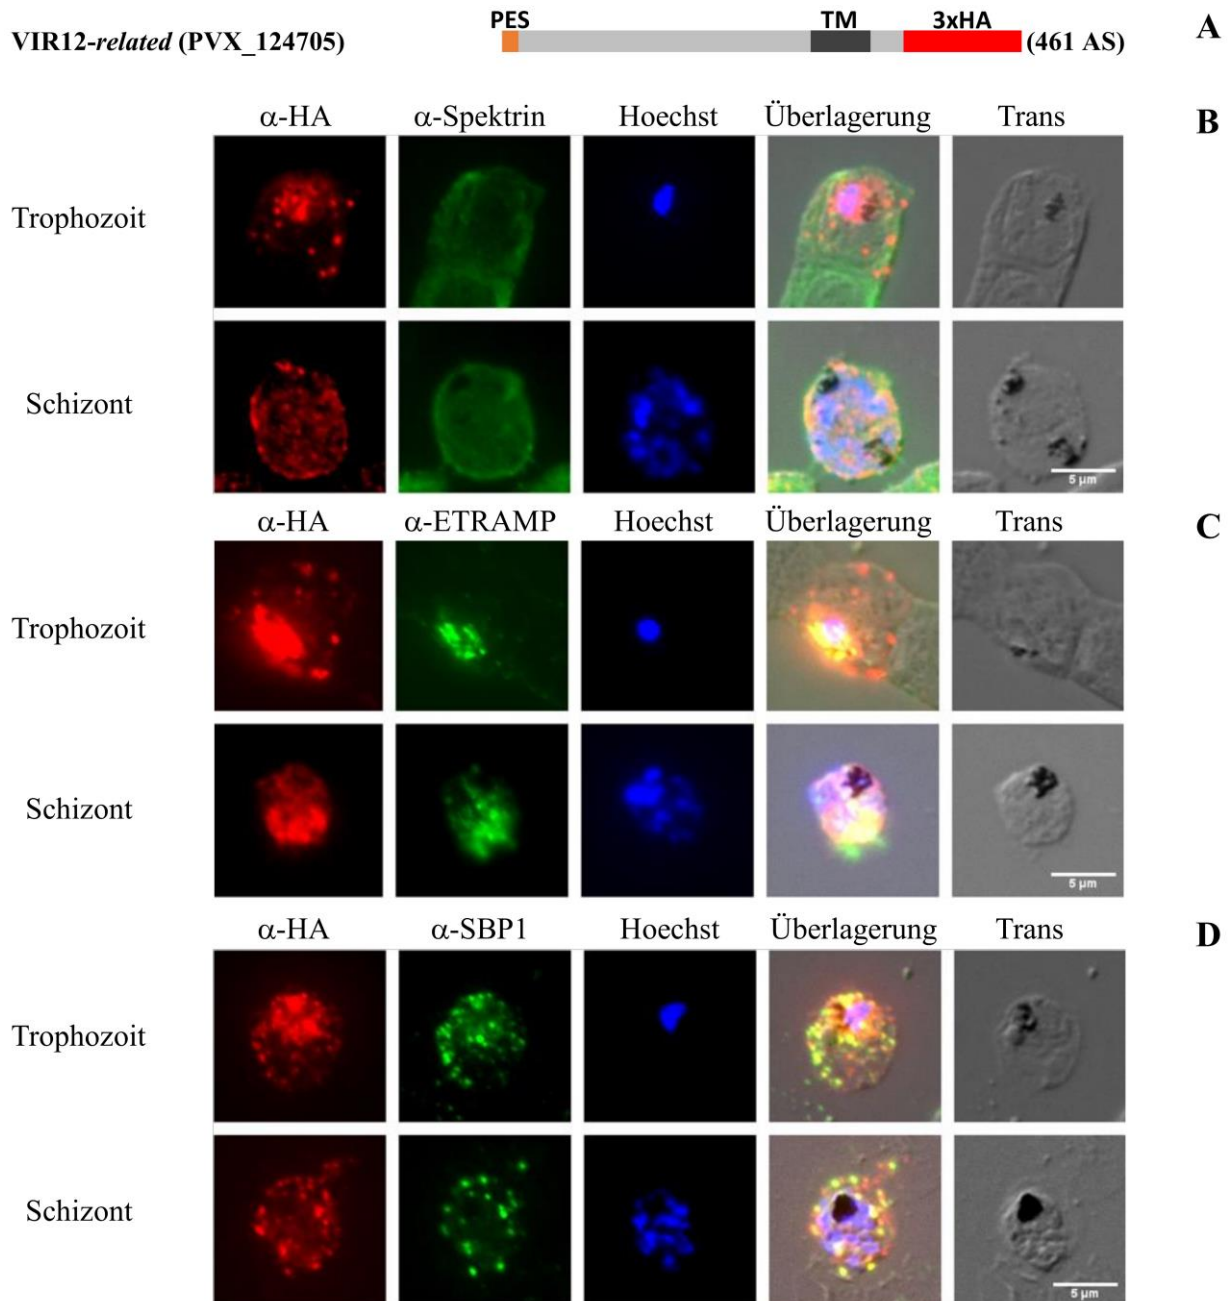 PES TM 3xHA A
VIR12-related (PVX_124705) (461 AS)
α-HA α-Spektrin Hoechst Überlagerung Trans B
Trophozoit
Schizont
5 µm
α-HA α-ETRAMP Hoechst Überlagerung Trans C
Trophozoit
Schizont
5 µm
α-HA α-SBP1 Hoechst Überlagerung Trans D
Trophozoit
Schizont
5 µm